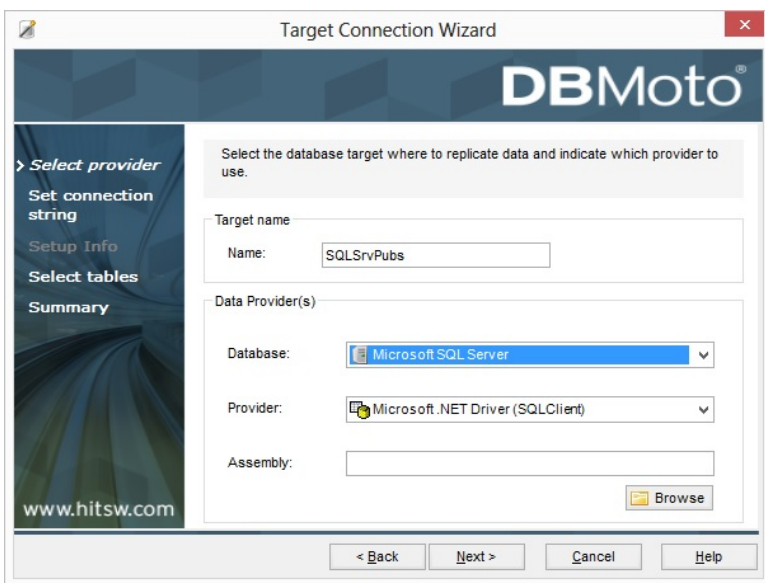 Target Connection Wizard
DBMoto®
Select provider
Set connection
string
Setup Info
Select tables
Summary
www.hitsw.com
Select the database target where to replicate data and indicate which provider to
use.
Target name
Name: SQLSrvPubs
Data Provider(s)
Database: Microsoft SQL Server
Provider: Microsoft .NET Driver (SQLClient)
Assembly:
Browse
< Back Next > Cancel Help